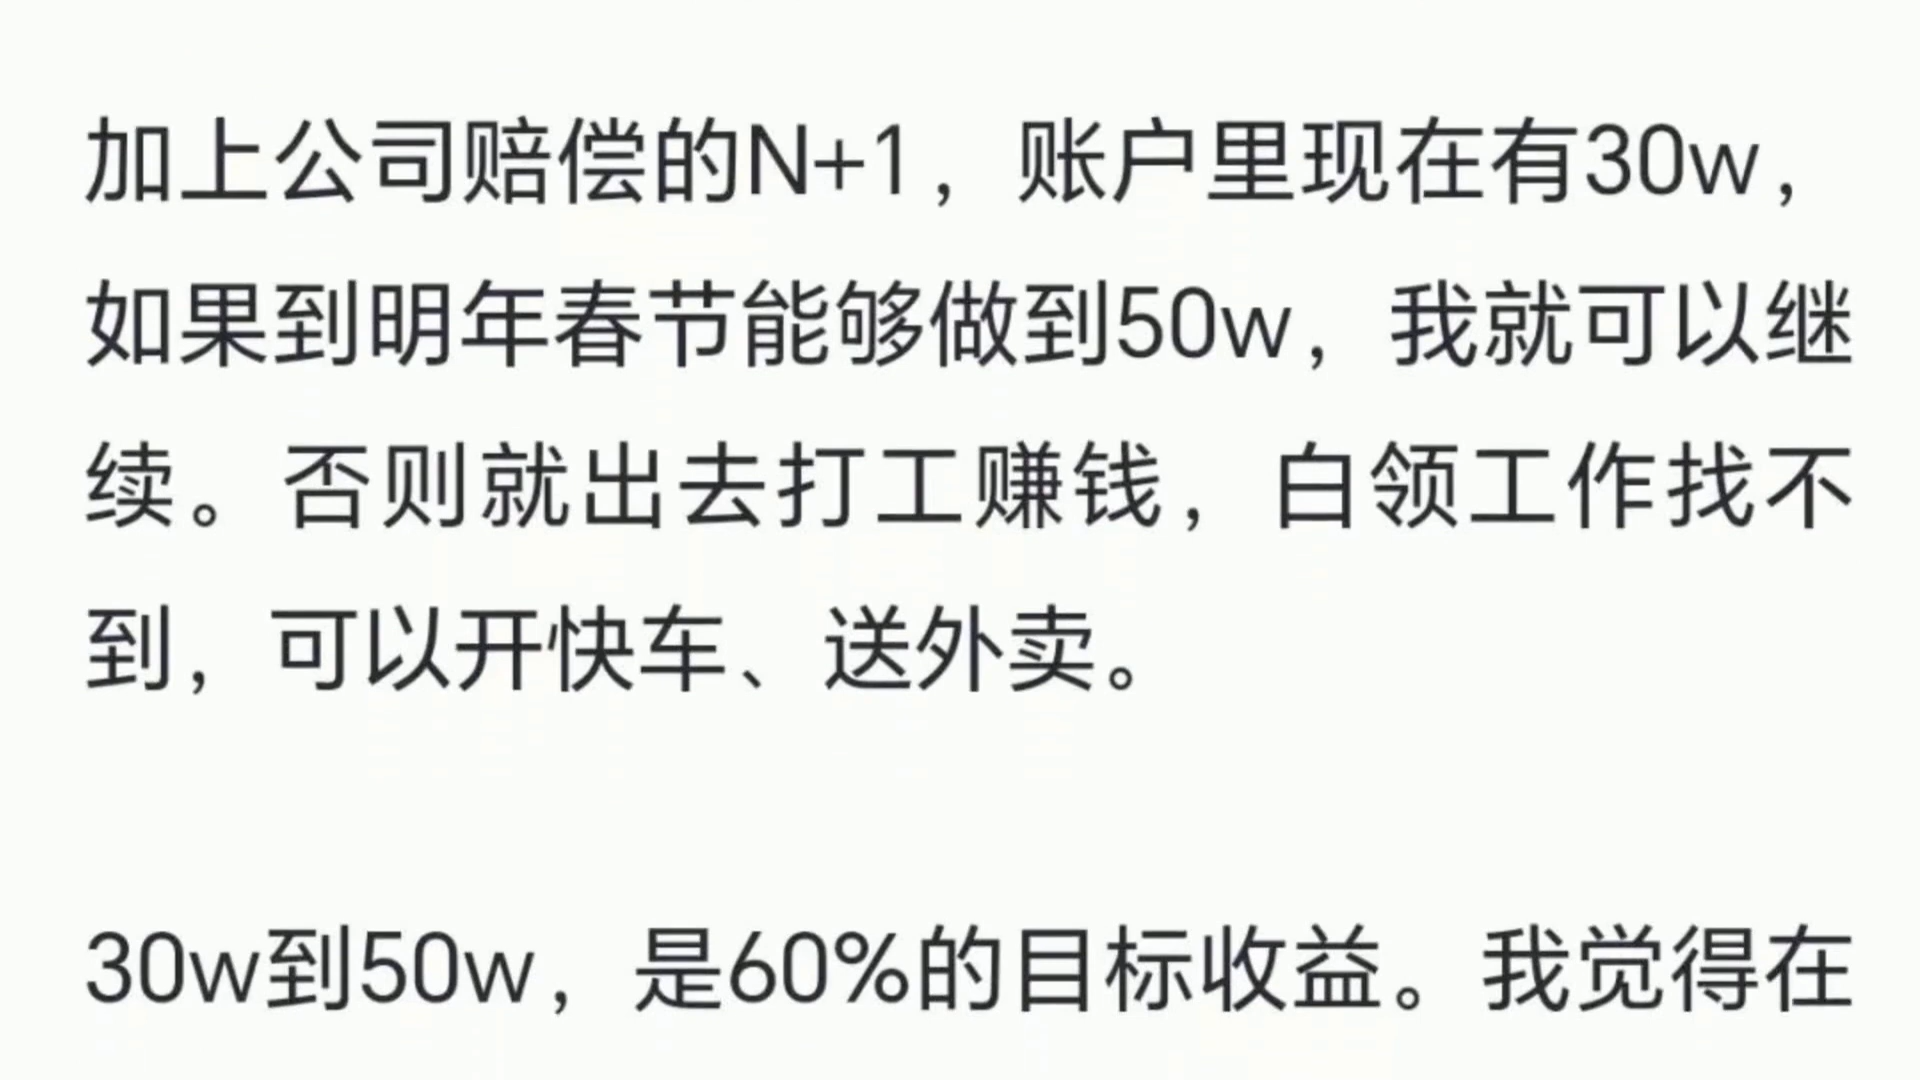 加上公司赔偿的N+1，账户里现在有30w，
如果到明年春节能够做到50w，我就可以继
续。否则就出去打工赚钱，白领工作找不
到，可以开快车、送外卖。
30w到50w，是60%的目标收益。我觉得在